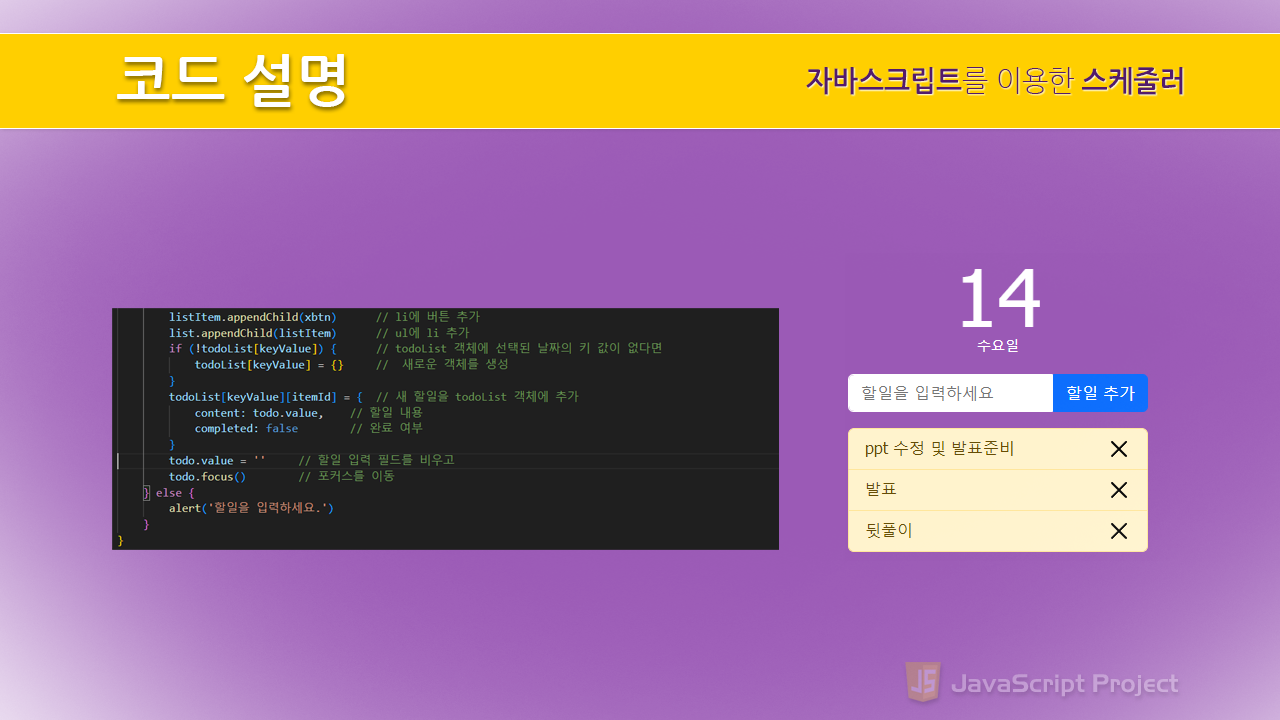 코드 설명
자바스크립트를 이용한 스케줄러
listItem.appendChild(xbtn) // li에 버튼 추가
list.appendChild(listItem) // ul에 li 추가
if (!todoList[keyValue]) { // todoList 객체에 선택된 날짜의 키 값이 없다면
todoList[keyValue] = {} // 새로운 객체를 생성
}
todoList[keyValue][itemId] = { // 새 할일을 todoList 객체에 추가
content: todo.value, // 할일 내용
completed: false // 완료 여부
}
todo.value = '' // 할일 입력 필드를 비우고
todo.focus() // 포커스를 이동
} else {
alert('할일을 입력하세요.')
}
}
14
수요일
할일을 입력하세요 할일 추가
ppt 수정 및 발표준비
발표
뒷풀이
JS JavaScript Project